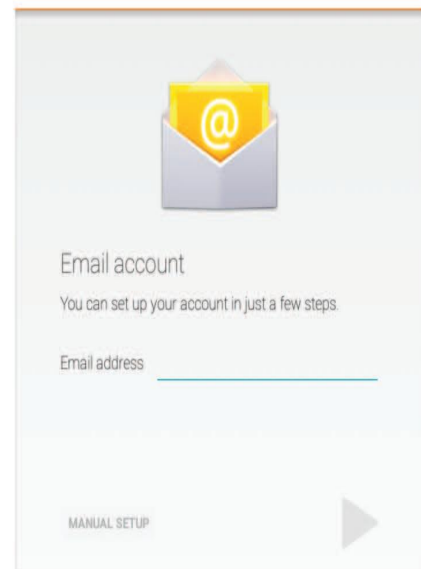 @
Email account
You can set up your account in just a few steps.
Email address
MANUAL SETUP